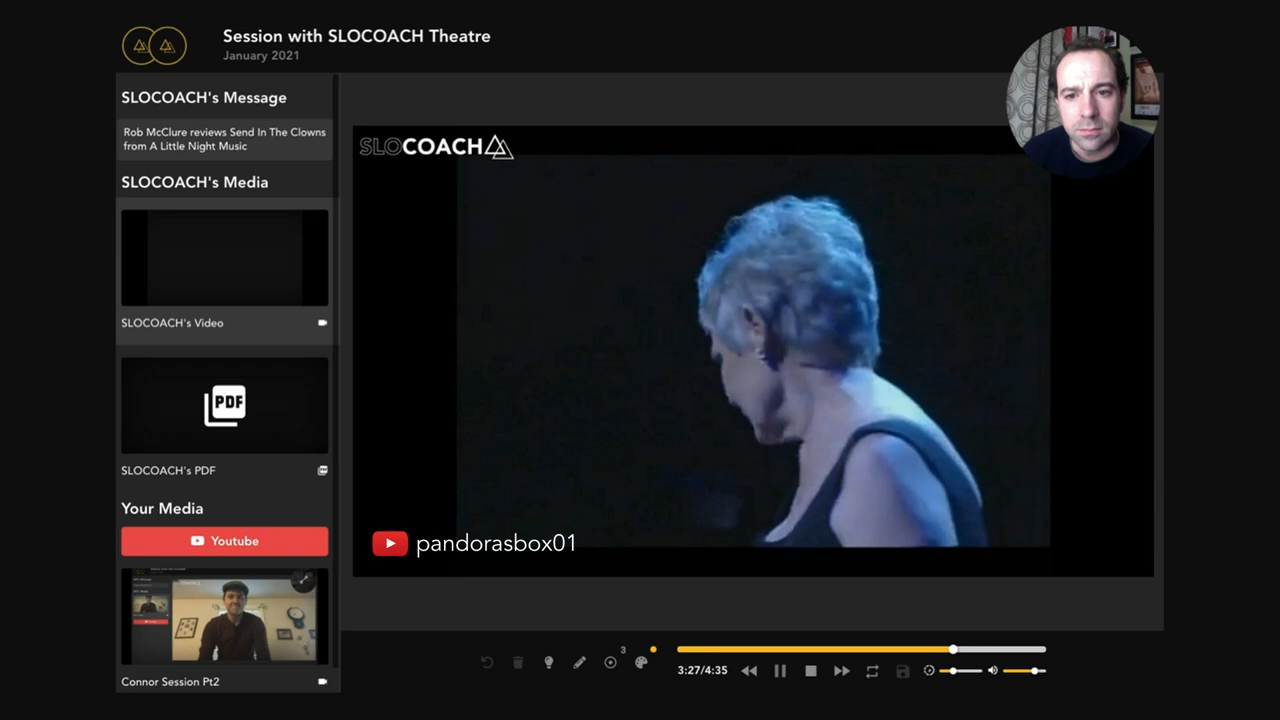 Session with SLOCOACH Theatre
January 2021
SLOCOACH's Message
Rob McClure reviews Send In The Clowns
from A Little Night Music
SLOCOACH's Media
SLOCOACH's Video
PDF
SLOCOACH's PDF
Your Media
Youtube
Connor Session Pt2
SLOCOACH
pandorasbox01
3
3:27/4:35